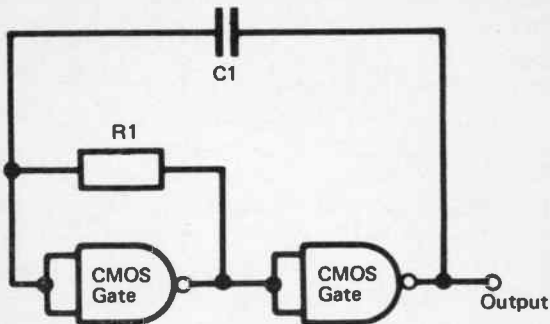 C1
R1
CMOS
Gate
CMOS
Gate
Output